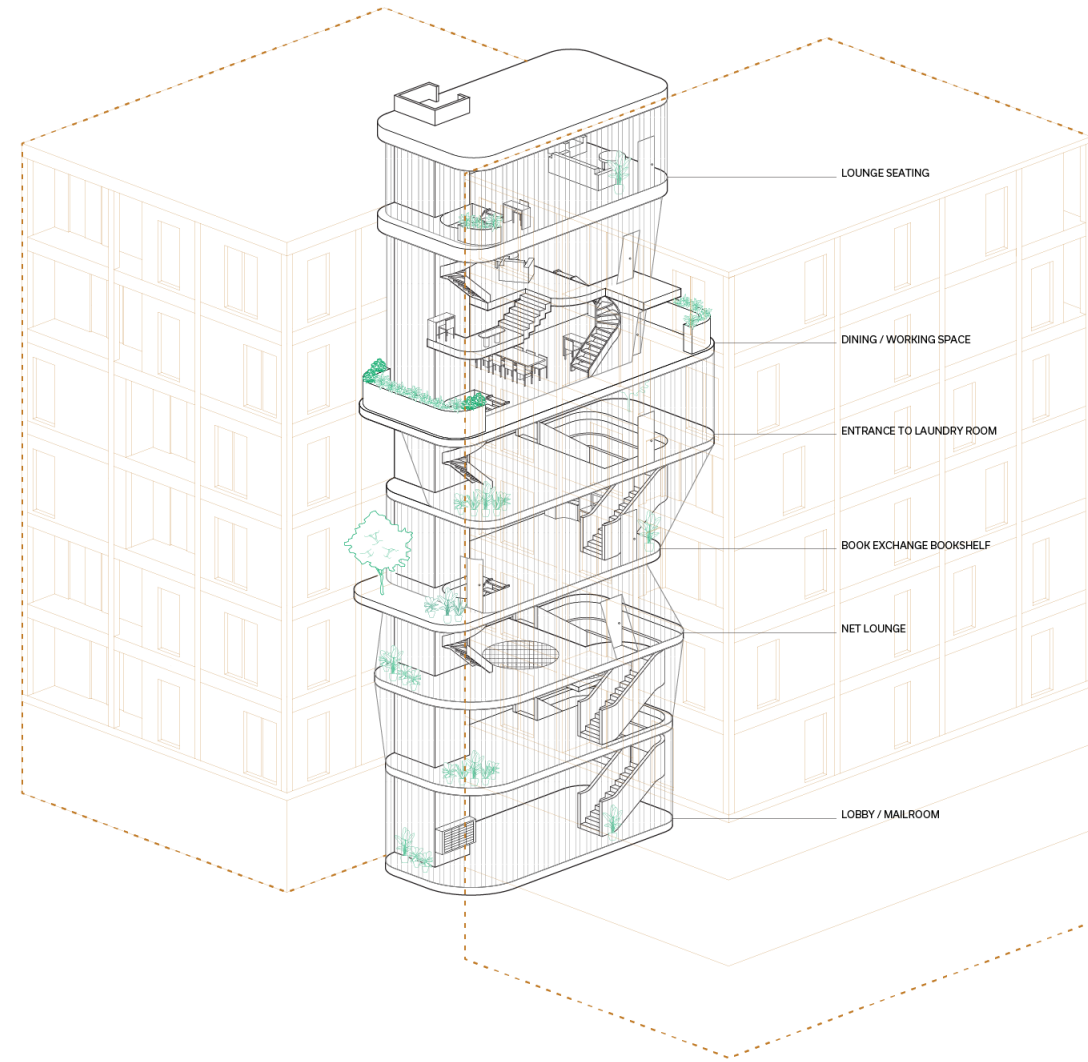 LOUNGE SEATING
DINING / WORKING SPACE
ENTRANCE TO LAUNDRY ROOM
BOOK EXCHANGE BOOKSHELF
NET LOUNGE
LOBBY / MAILROOM